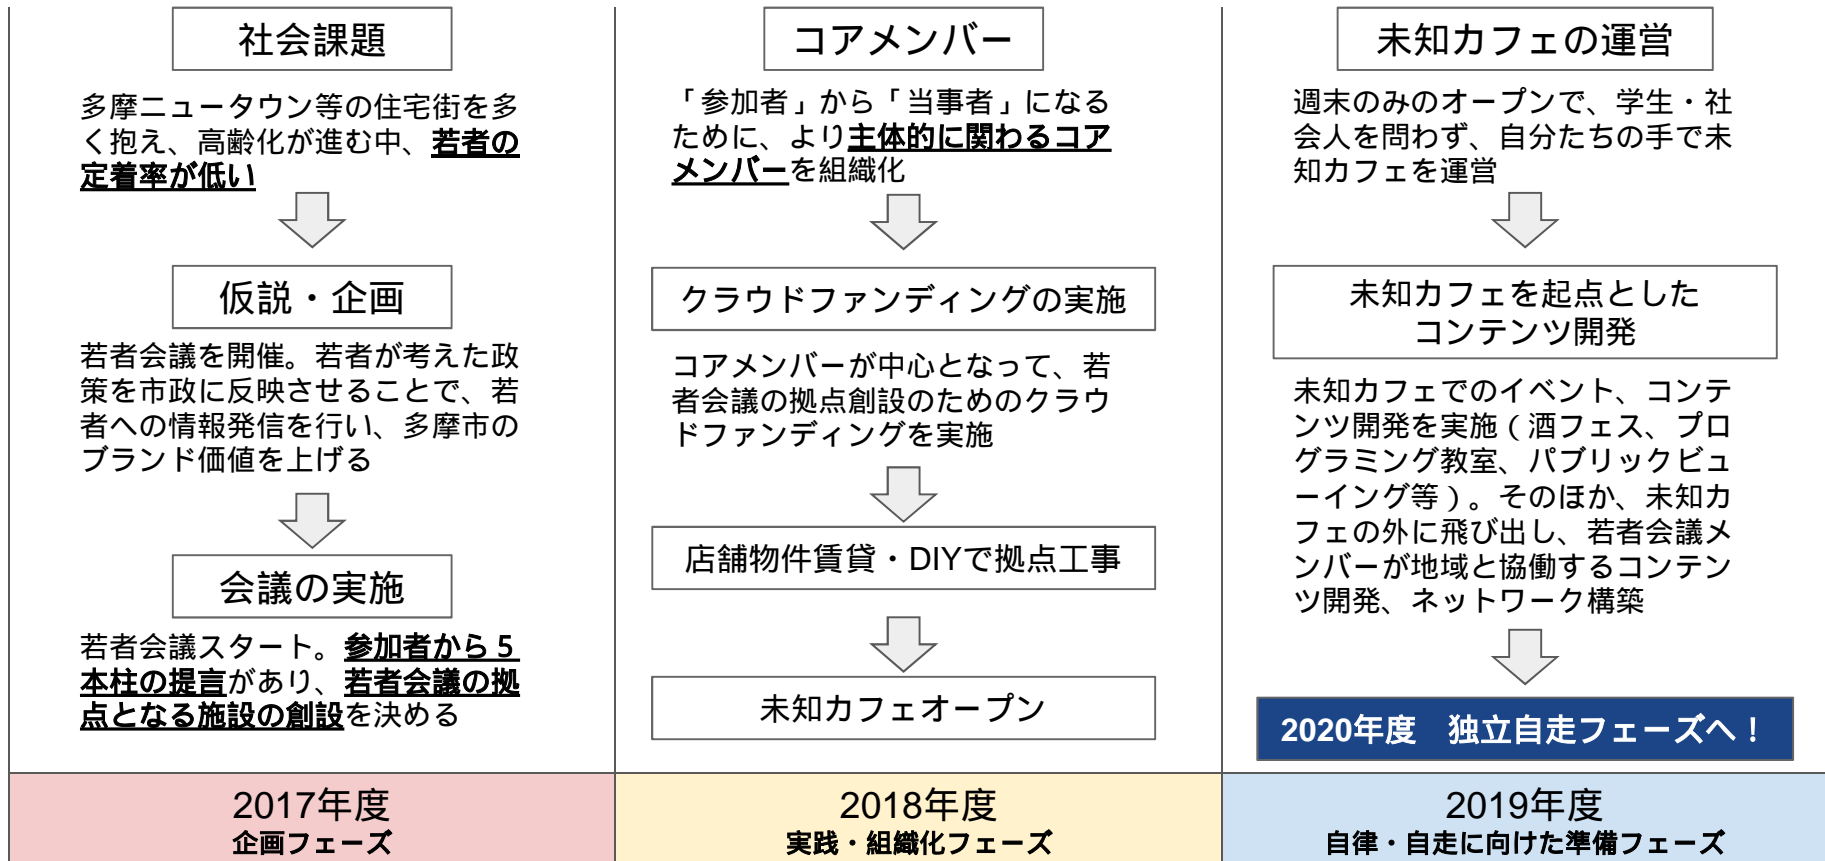 社会課題
多摩ニュータウン等の住宅街を多
く抱え、高齢化が進む中、若者の
定着率が低い
仮説・企画
若者会議を開催。若者が考えた政
策を市政に反映させることで、若
者への情報発信を行い、多摩市の
ブランド価値を上げる
会議の実施
若者会議スタート。参加者から５
本柱の提言があり、若者会議の拠
点となる施設の創設を決める
2017年度
企画フェーズ
コアメンバー
「参加者」から「当事者」になる
ために、より主体的に関わるコア
メンバーを組織化
クラウドファンディングの実施
コアメンバーが中心となって、若
者会議の拠点創設のためのクラウ
ドファンディングを実施
店舗物件賃貸・DIYで拠点工事
未知カフェオープン
2018年度
実践・組織化フェーズ
未知カフェの運営
週末のみのオープンで、学生・社
会人を問わず、自分たちの手で未
知カフェを運営
未知カフェを起点とした
コンテンツ開発
未知カフェでのイベント、コンテ
ンツ開発を実施（酒フェス、プロ
グラミング教室、パブリックビュ
ーイング等）。そのほか、未知カ
フェの外に飛び出し、若者会議メ
ンバーが地域と協働するコンテン
ツ開発、ネットワーク構築
2020年度　独立自走フェーズへ！
2019年度
自律・自走に向けた準備フェーズ